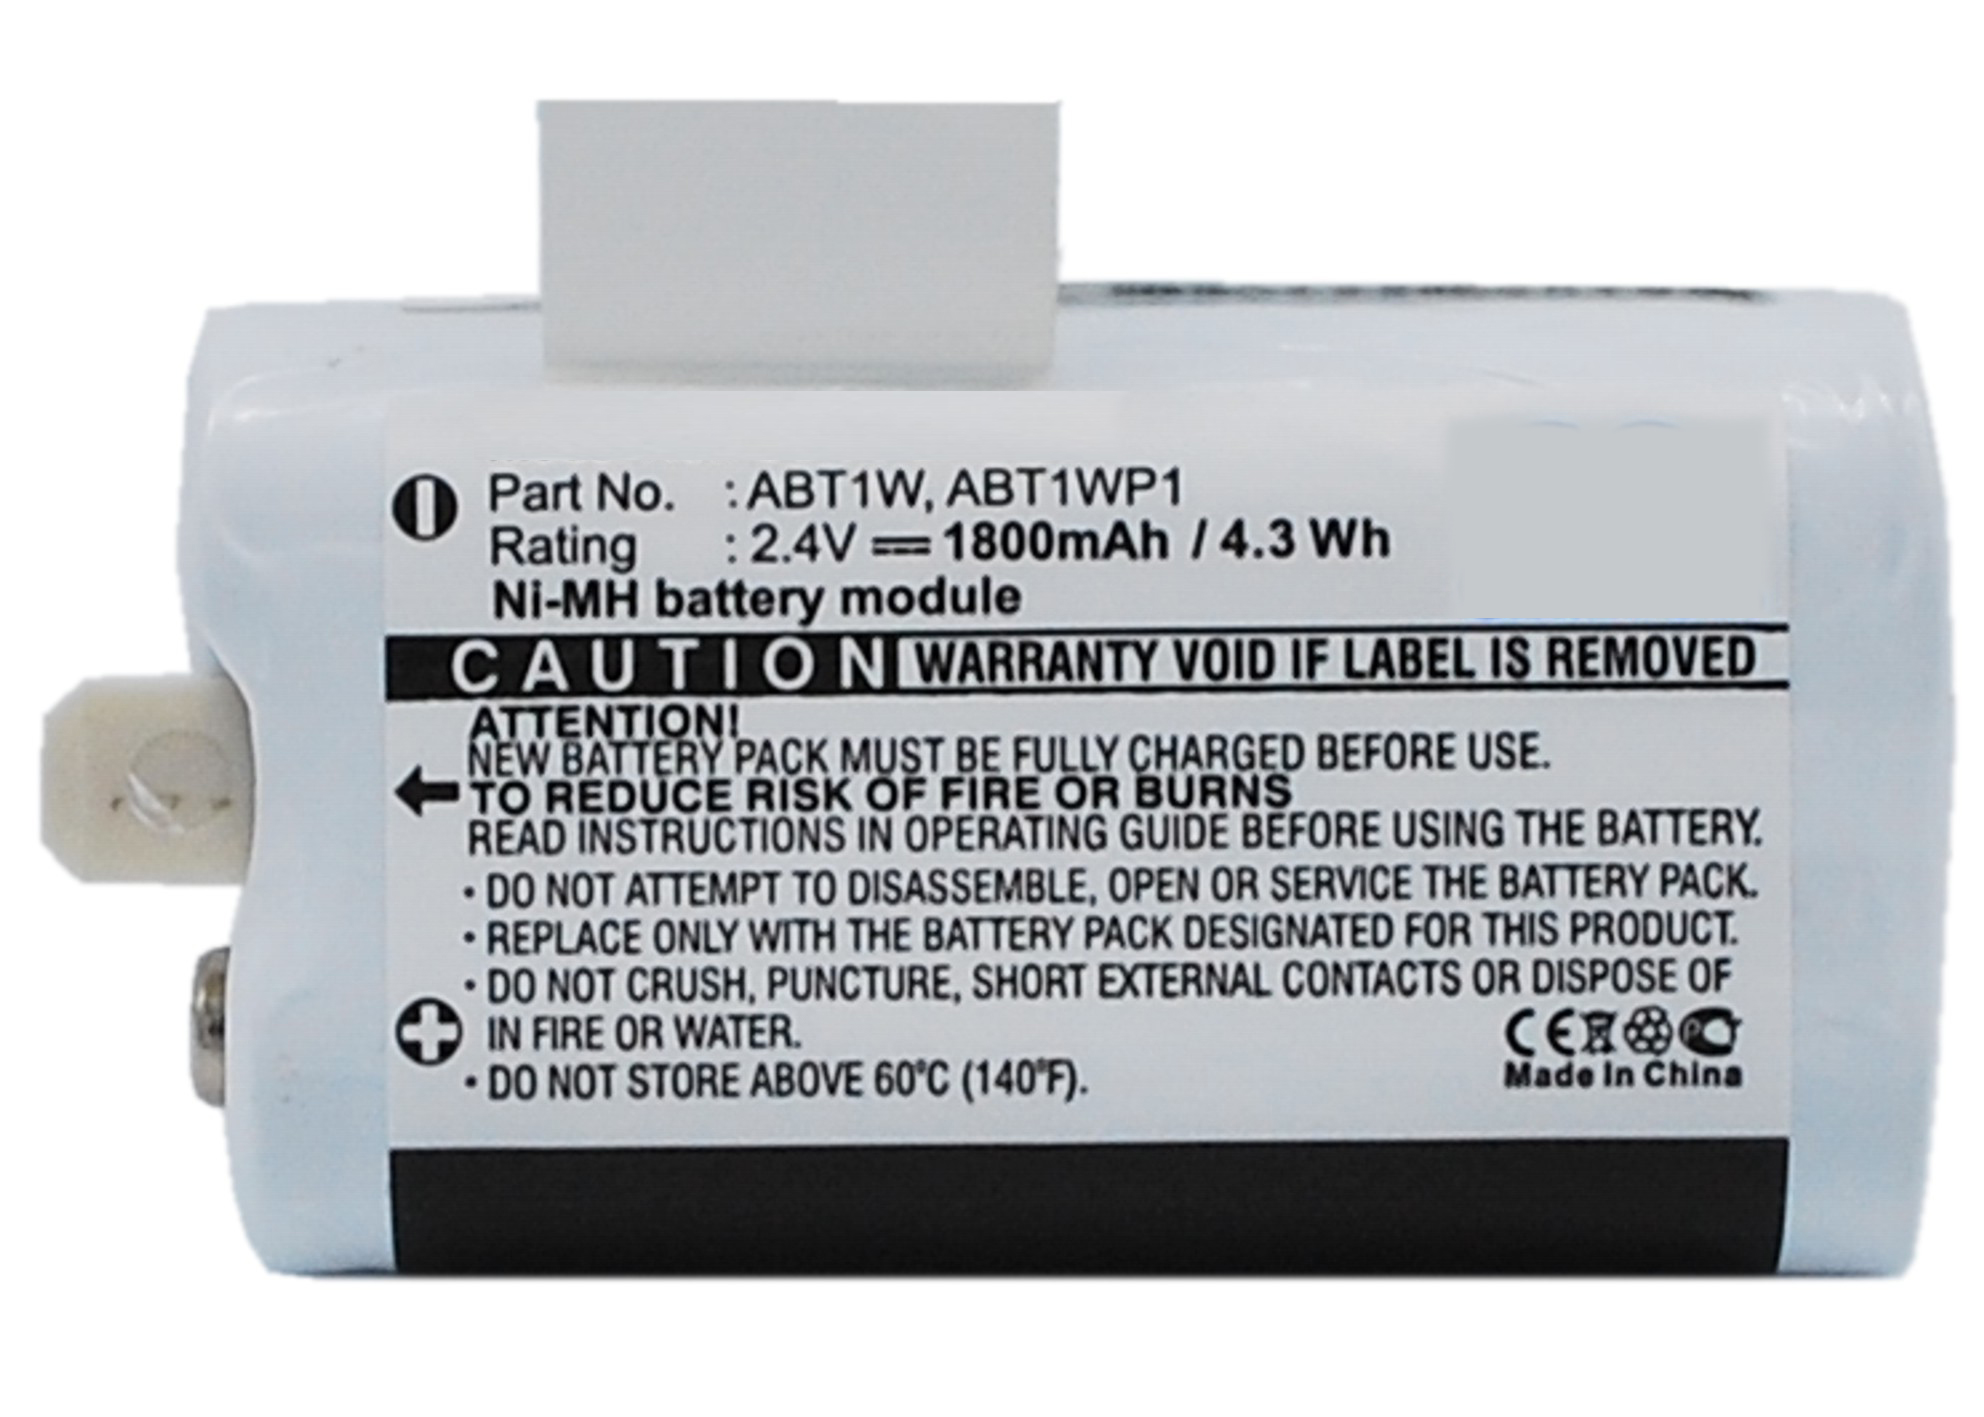 Part No. : ABT1W, ABT1WP1
Rating : 2.4V 1800mAh / 4.3 Wh
Ni-MH battery module
CAUTION WARRANTY VOID IF LABEL IS REMOVED
ATTENTION!
NEW BATTERY PACK MUST BE FULLY CHARGED BEFORE USE.
TO REDUCE RISK OF FIRE OR BURNS
READ INSTRUCTIONS IN OPERATING GUIDE BEFORE USING THE BATTERY.
• DO NOT ATTEMPT TO DISASSEMBLE, OPEN OR SERVICE THE BATTERY PACK.
• REPLACE ONLY WITH THE BATTERY PACK DESIGNATED FOR THIS PRODUCT.
• DO NOT CRUSH, PUNCTURE, SHORT EXTERNAL CONTACTS OR DISPOSE OF
IN FIRE OR WATER.
• DO NOT STORE ABOVE 60°C (140°F).
CE
Made In China